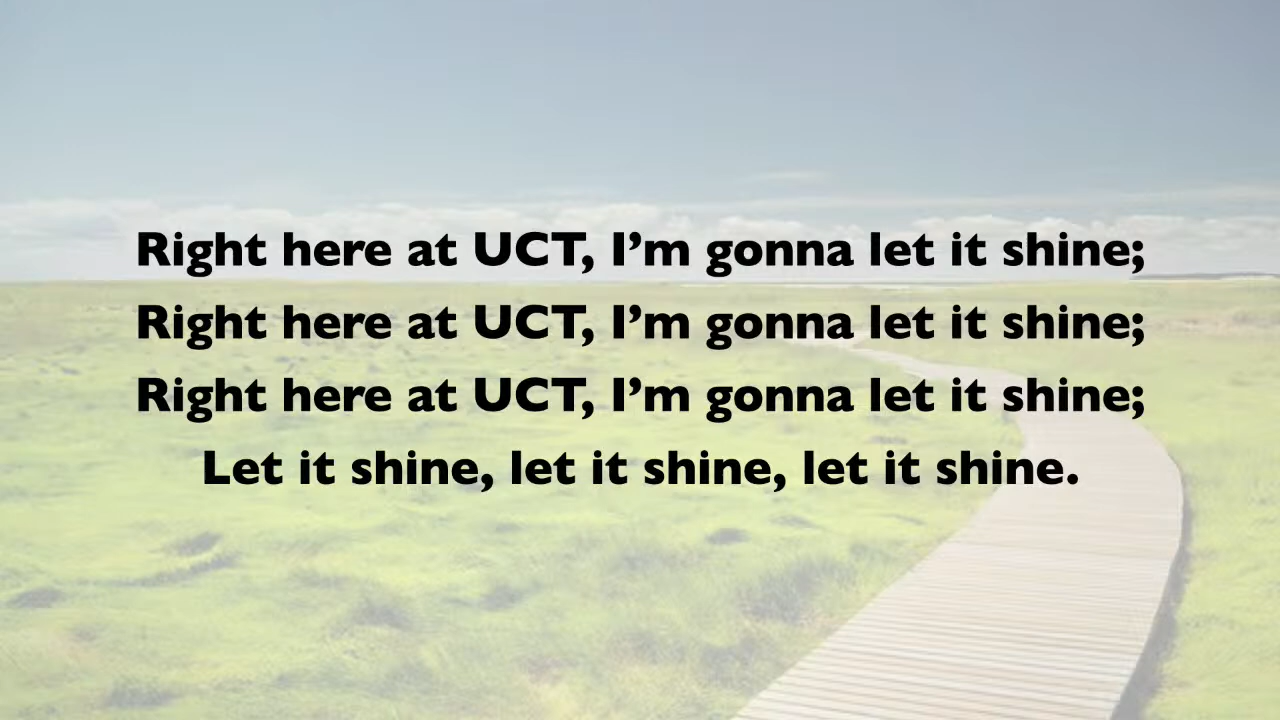 Right here at UCT, I’m gonna let it shine;
Right here at UCT, I’m gonna let it shine;
Right here at UCT, I’m gonna let it shine;
Let it shine, let it shine, let it shine.